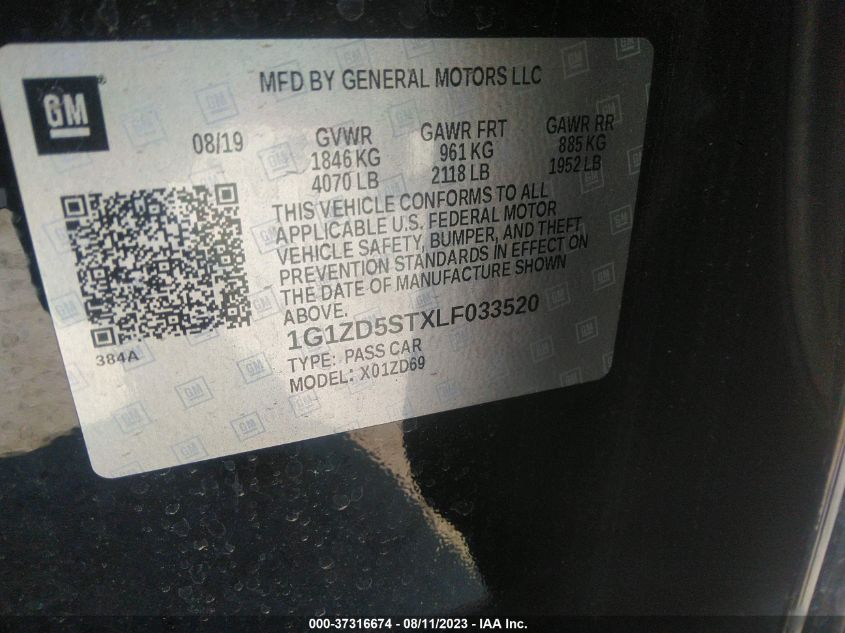 MFD BY GENERAL MOTORS LLC
GM
08/19 GVWR GAWR FRT GAWR RR
1846 KG 961 KG 885 KG
4070 LB 2118 LB 1952 LB
THIS VEHICLE CONFORMS TO ALL
APPLICABLE U.S. FEDERAL MOTOR
VEHICLE SAFETY, BUMPER, AND THEFT
PREVENTION STANDARDS IN EFFECT ON
THE DATE OF MANUFACTURE SHOWN
ABOVE.
1G1ZD5STXLF033520
384A
TYPE: PASS CAR
MODEL: X01ZD69
000-37316674 - 08/11/2023 - IAA Inc.